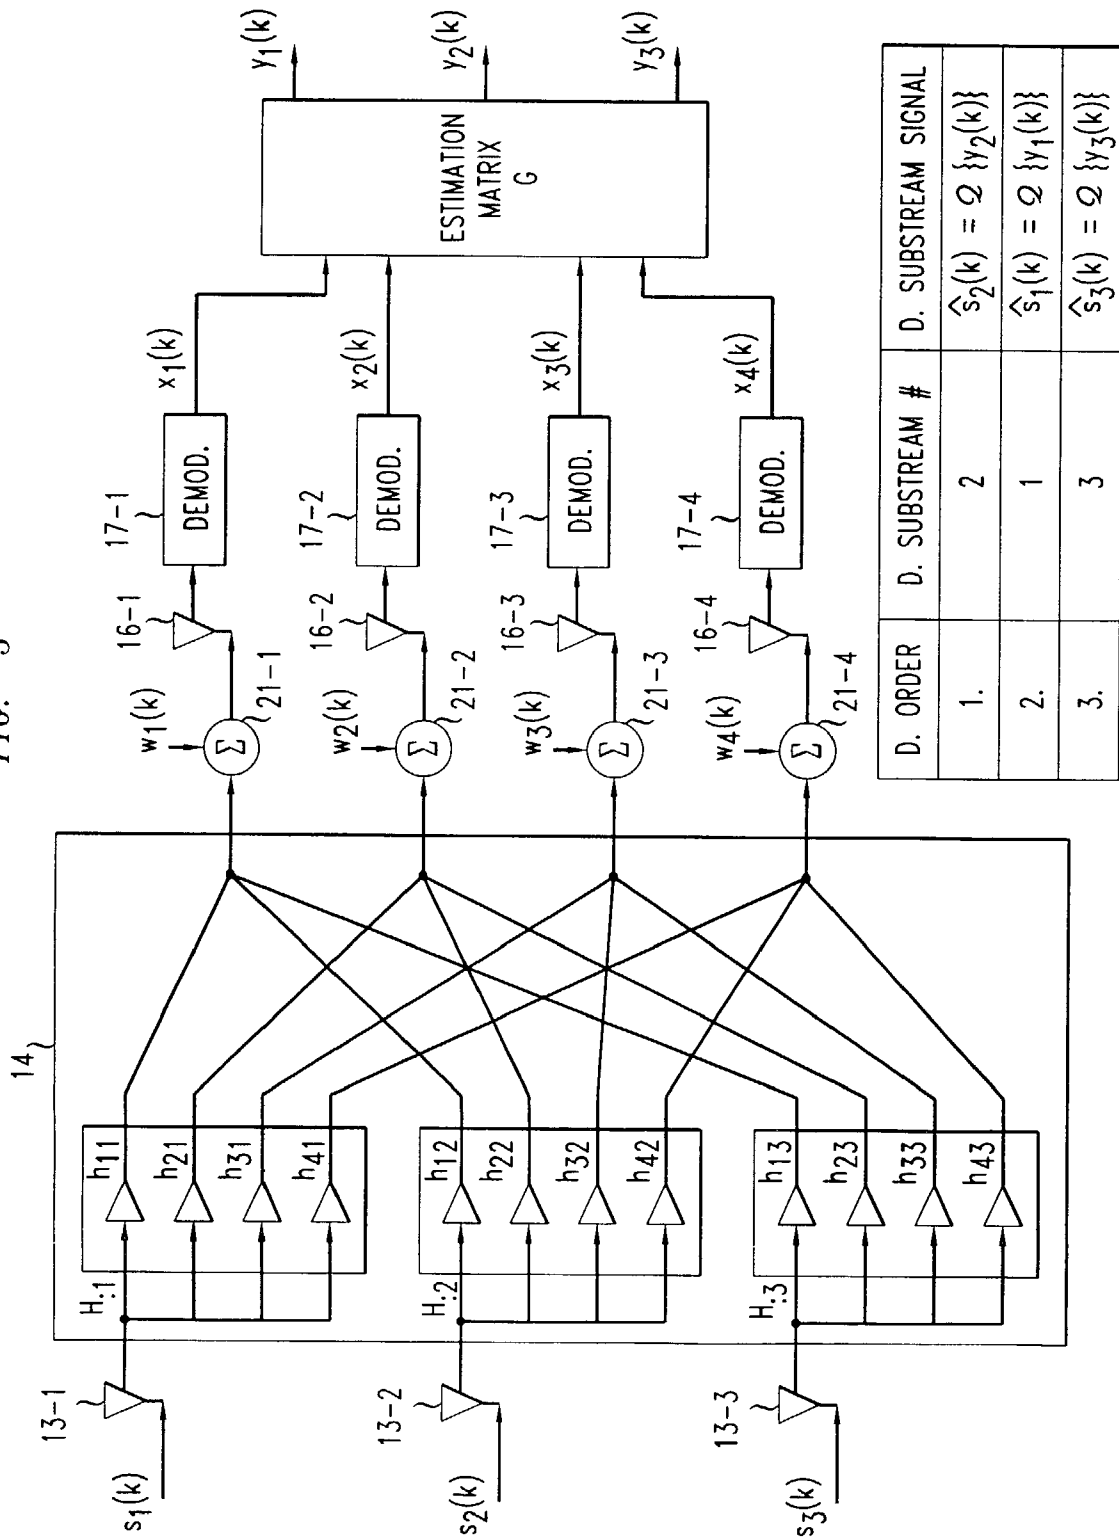 FIG. 3
14
s1(k)
13-1
H:1
h11
h21
h31
h41
s2(k)
13-2
H:2
h12
h22
h32
h42
s3(k)
13-3
H:3
h13
h23
h33
h43
w1(k)
Σ
21-1
16-1
17-1
DEMOD.
x1(k)
w2(k)
Σ
21-2
16-2
17-2
DEMOD.
x2(k)
w3(k)
Σ
21-3
16-3
17-3
DEMOD.
x3(k)
w4(k)
Σ
21-4
16-4
17-4
DEMOD.
x4(k)
ESTIMATION
MATRIX
G
y1(k)
y2(k)
y3(k)
D. ORDER D. SUBSTREAM # D. SUBSTREAM SIGNAL
1. 2 ŝ2(k) = 𝒬 {y2(k)}
2. 1 ŝ1(k) = 𝒬 {y1(k)}
3. 3 ŝ3(k) = 𝒬 {y3(k)}